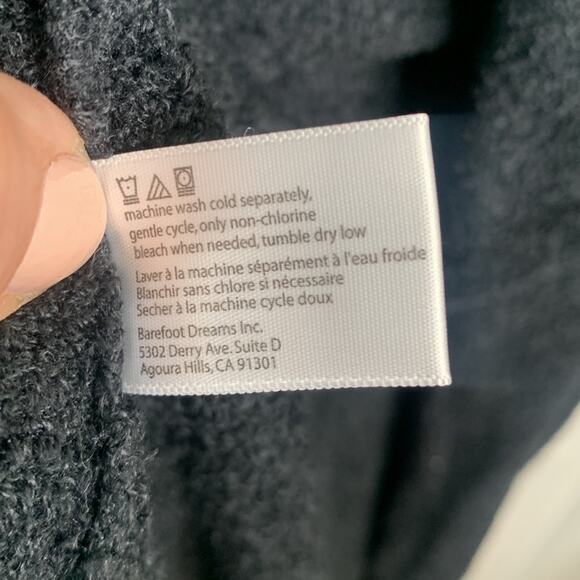 machine wash cold separately,
gentle cycle, only non-chlorine
bleach when needed, tumble dry low
Laver à la machine séparément à l'eau froide
Blanchir sans chlore si nécessaire
Secher à la machine cycle doux
Barefoot Dreams Inc.
5302 Derry Ave. Suite D
Agoura Hills, CA 91301